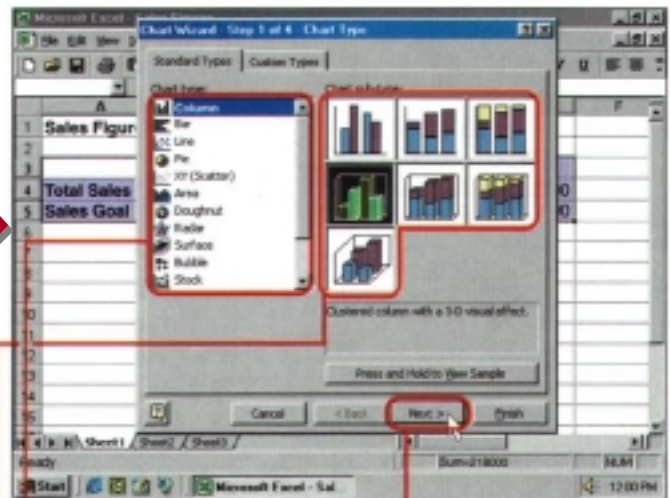 Microsoft Excel - Sales Figures
Chart Wizard - Step 1 of 4 - Chart Type
File Edit View
Standard Types
Custom Types
Chart type:
Chart sub-type:
Column
Bar
Line
Pie
XY (Scatter)
Area
Doughnut
Radar
Surface
Bubble
Stock
A
F
1 Sales Figur
2
3
4 Total Sales
5 Sales Goal
Clustered column with a 3-D visual effect.
Press and Hold to View Sample
Cancel
< Back
Next >
Finish
Sheet1 / Sheet2 / Sheet3
Ready
Sum=218000
NUM
Start
Microsoft Excel - Sal...
12:00 PM